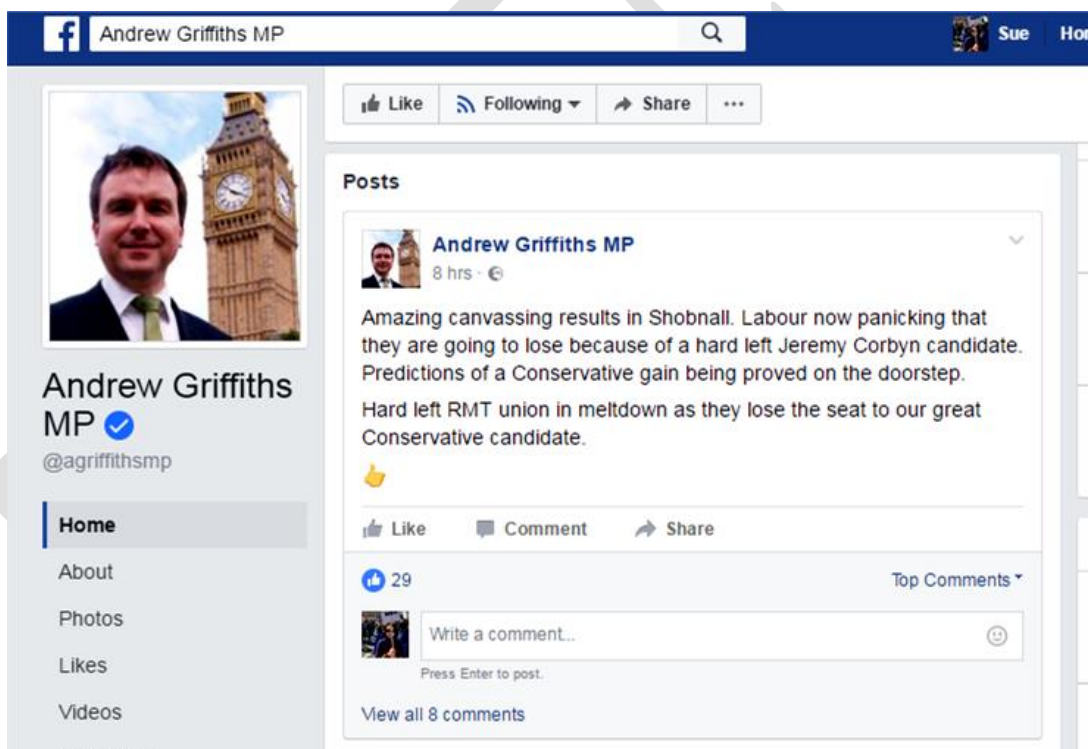 f Andrew Griffiths MP Sue Hor
Like Following Share ...
Posts
Andrew Griffiths MP
8 hrs ·
Amazing canvassing results in Shobnall. Labour now panicking that
they are going to lose because of a hard left Jeremy Corbyn candidate.
Predictions of a Conservative gain being proved on the doorstep.
Hard left RMT union in meltdown as they lose the seat to our great
Conservative candidate.
Like Comment Share
29 Top Comments
Write a comment...
Press Enter to post.
View all 8 comments
Andrew Griffiths
MP
@agriffithsmp
Home
About
Photos
Likes
Videos